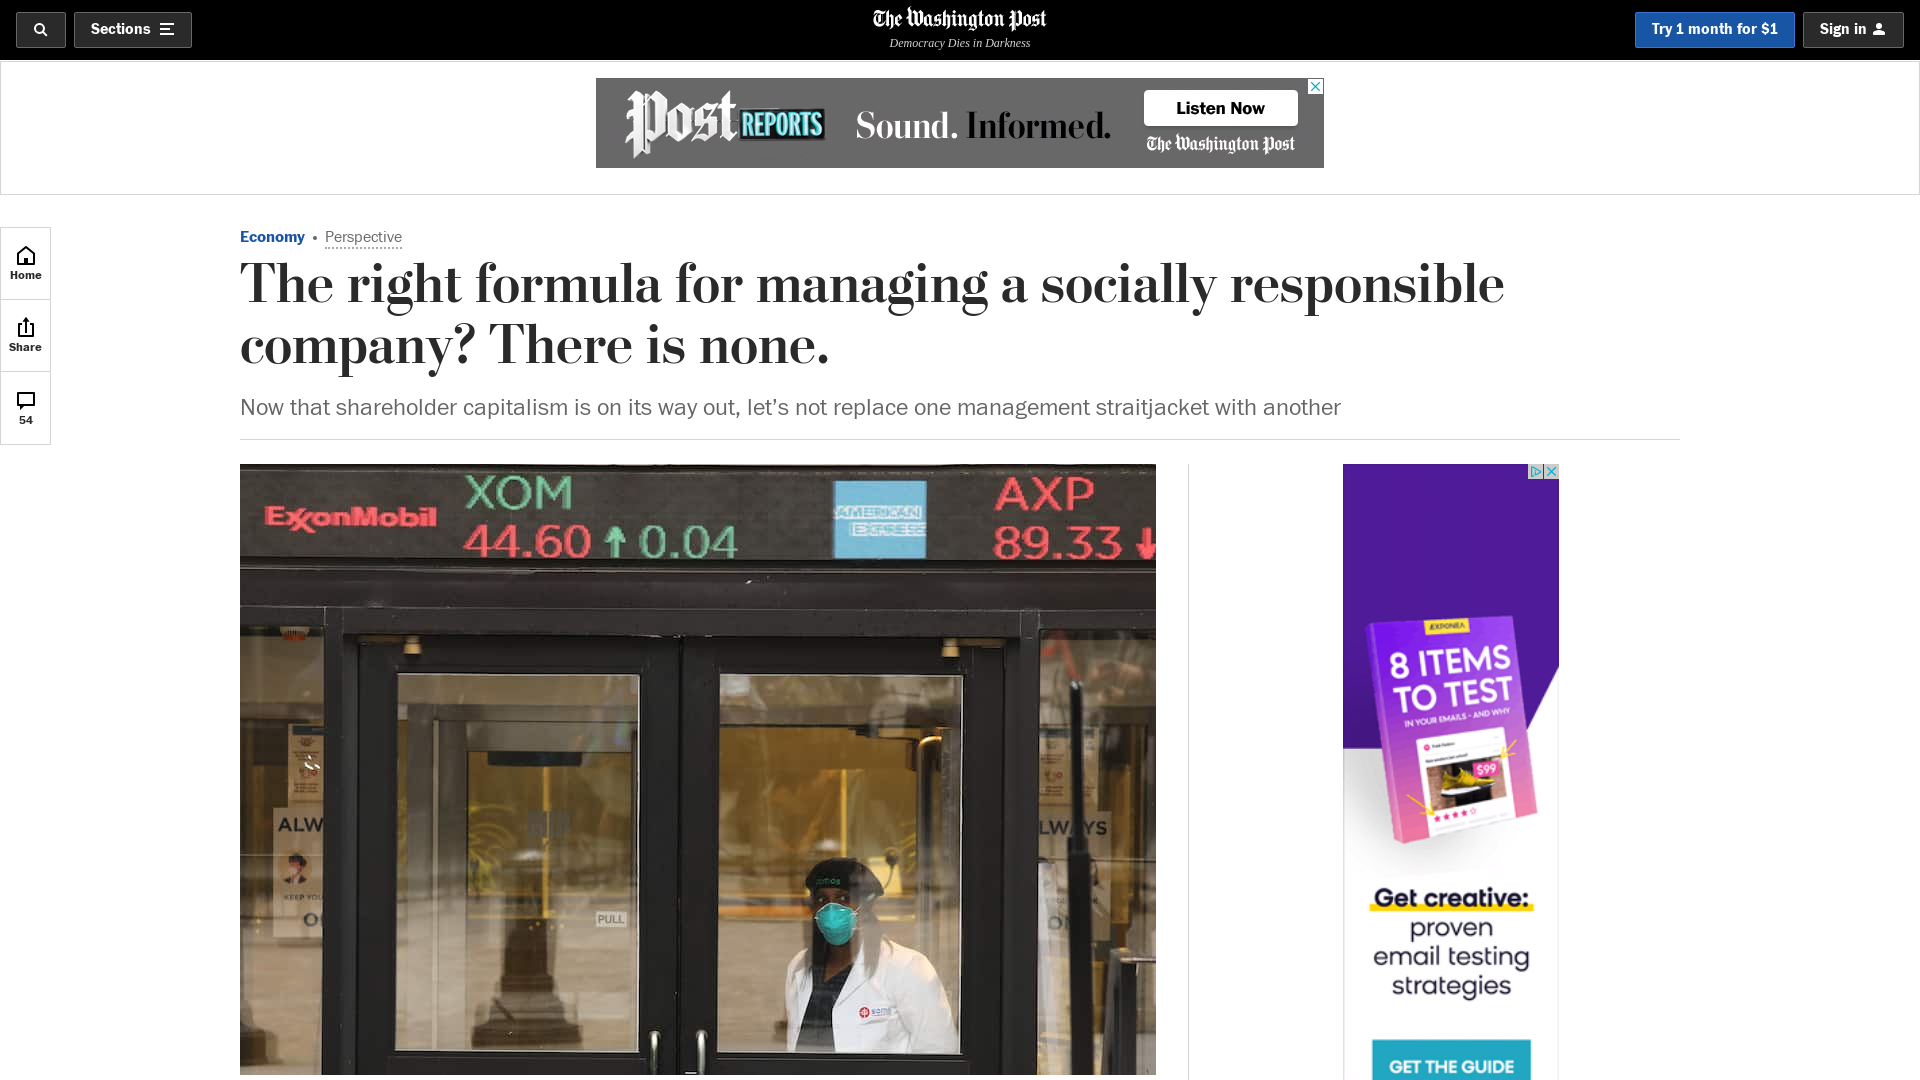 Sections
The Washington Post
Democracy Dies in Darkness
Try 1 month for $1
Sign in
Post REPORTS
Sound. Informed.
Listen Now
The Washington Post
Home
Share
54
Economy • Perspective
The right formula for managing a socially responsible
company? There is none.
Now that shareholder capitalism is on its way out, let’s not replace one management straitjacket with another
ExxonMobil
XOM
44.60 0.04
AMERICAN
EXPRESS
AXP
89.33
ALW
KEEP YOU
PULL
LWAYS
somos
EXPONEA
8 ITEMS
TO TEST
IN YOUR EMAILS - AND WHY
$99
Get creative:
proven
email testing
strategies
GET THE GUIDE